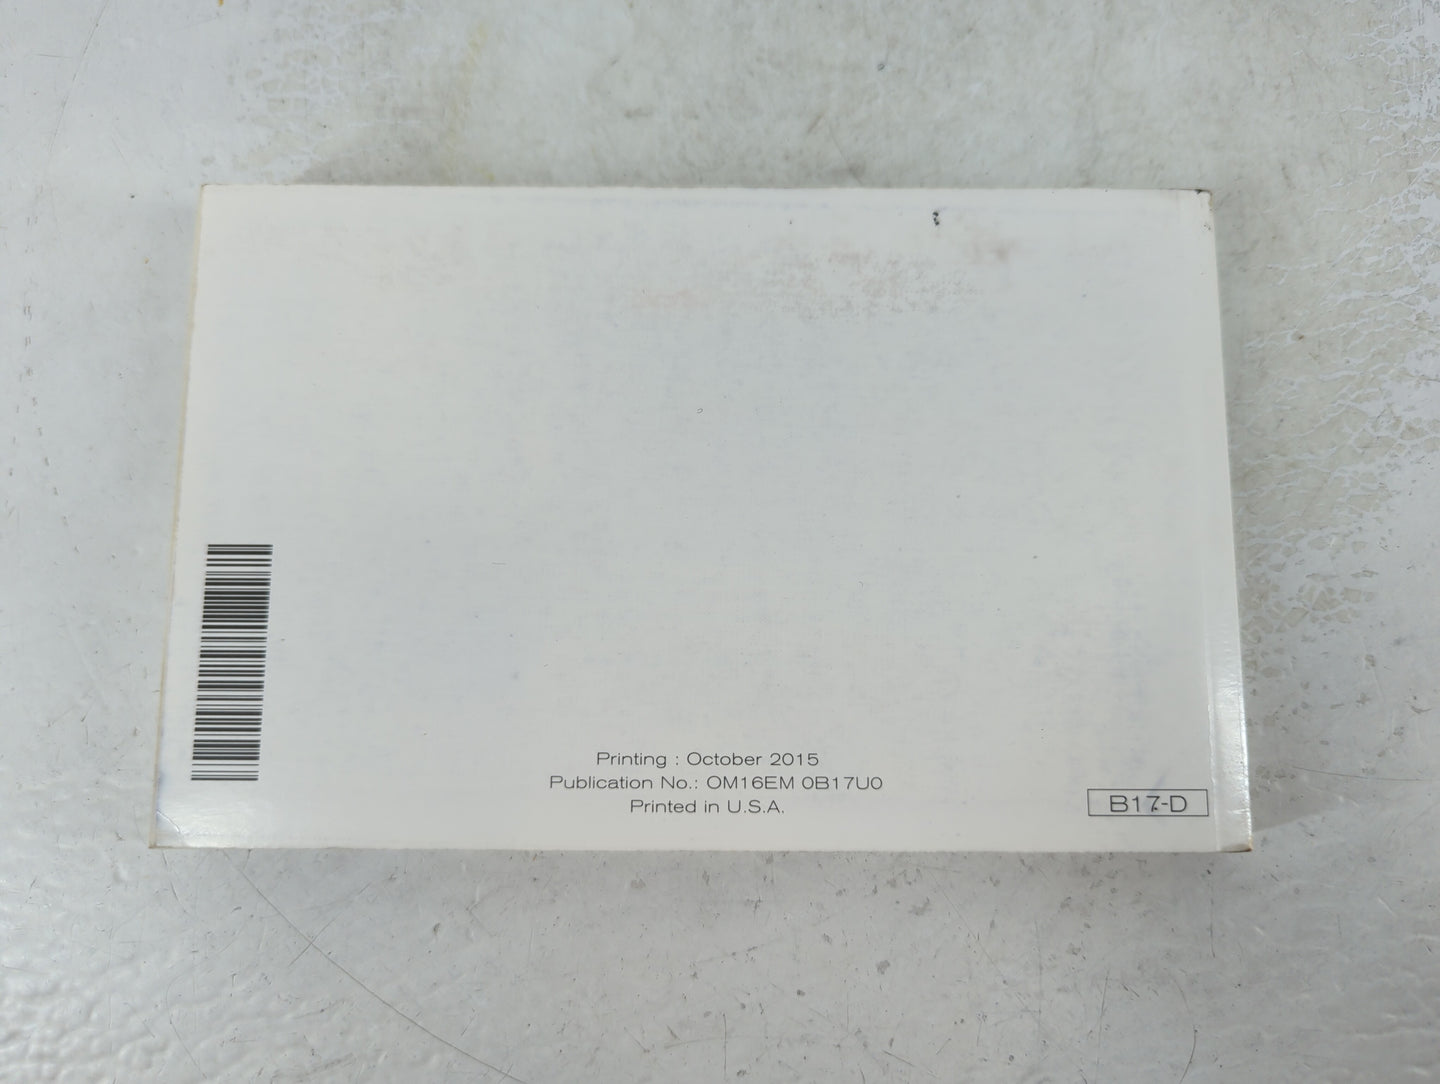 Printing : October 2015
Publication No.: OM16EM 0B17U0
Printed in U.S.A.
B17-D